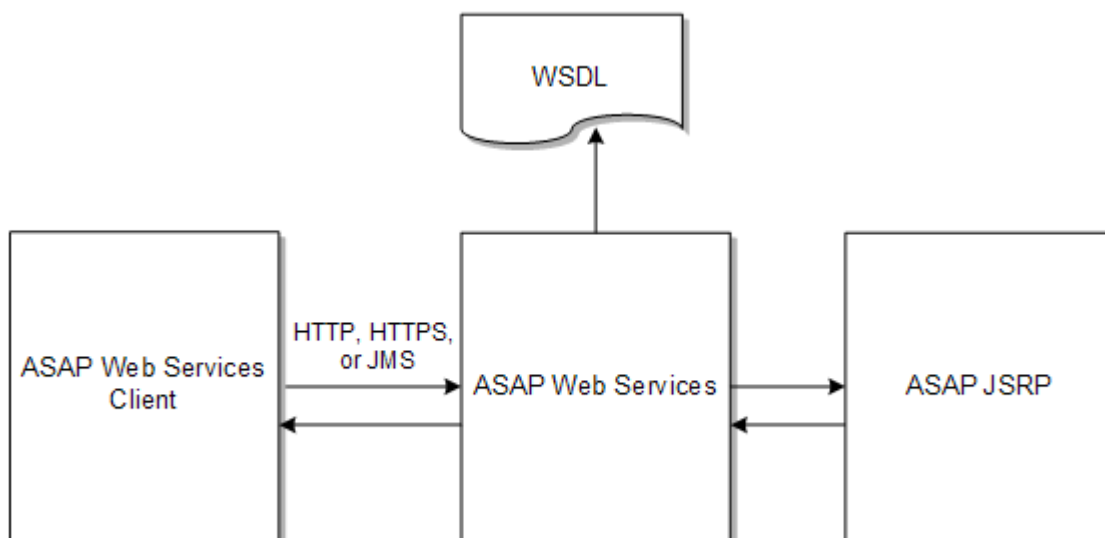 WSDL
HTTP, HTTPS,
or JMS
ASAP Web Services
Client
ASAP Web Services
ASAP JSRP